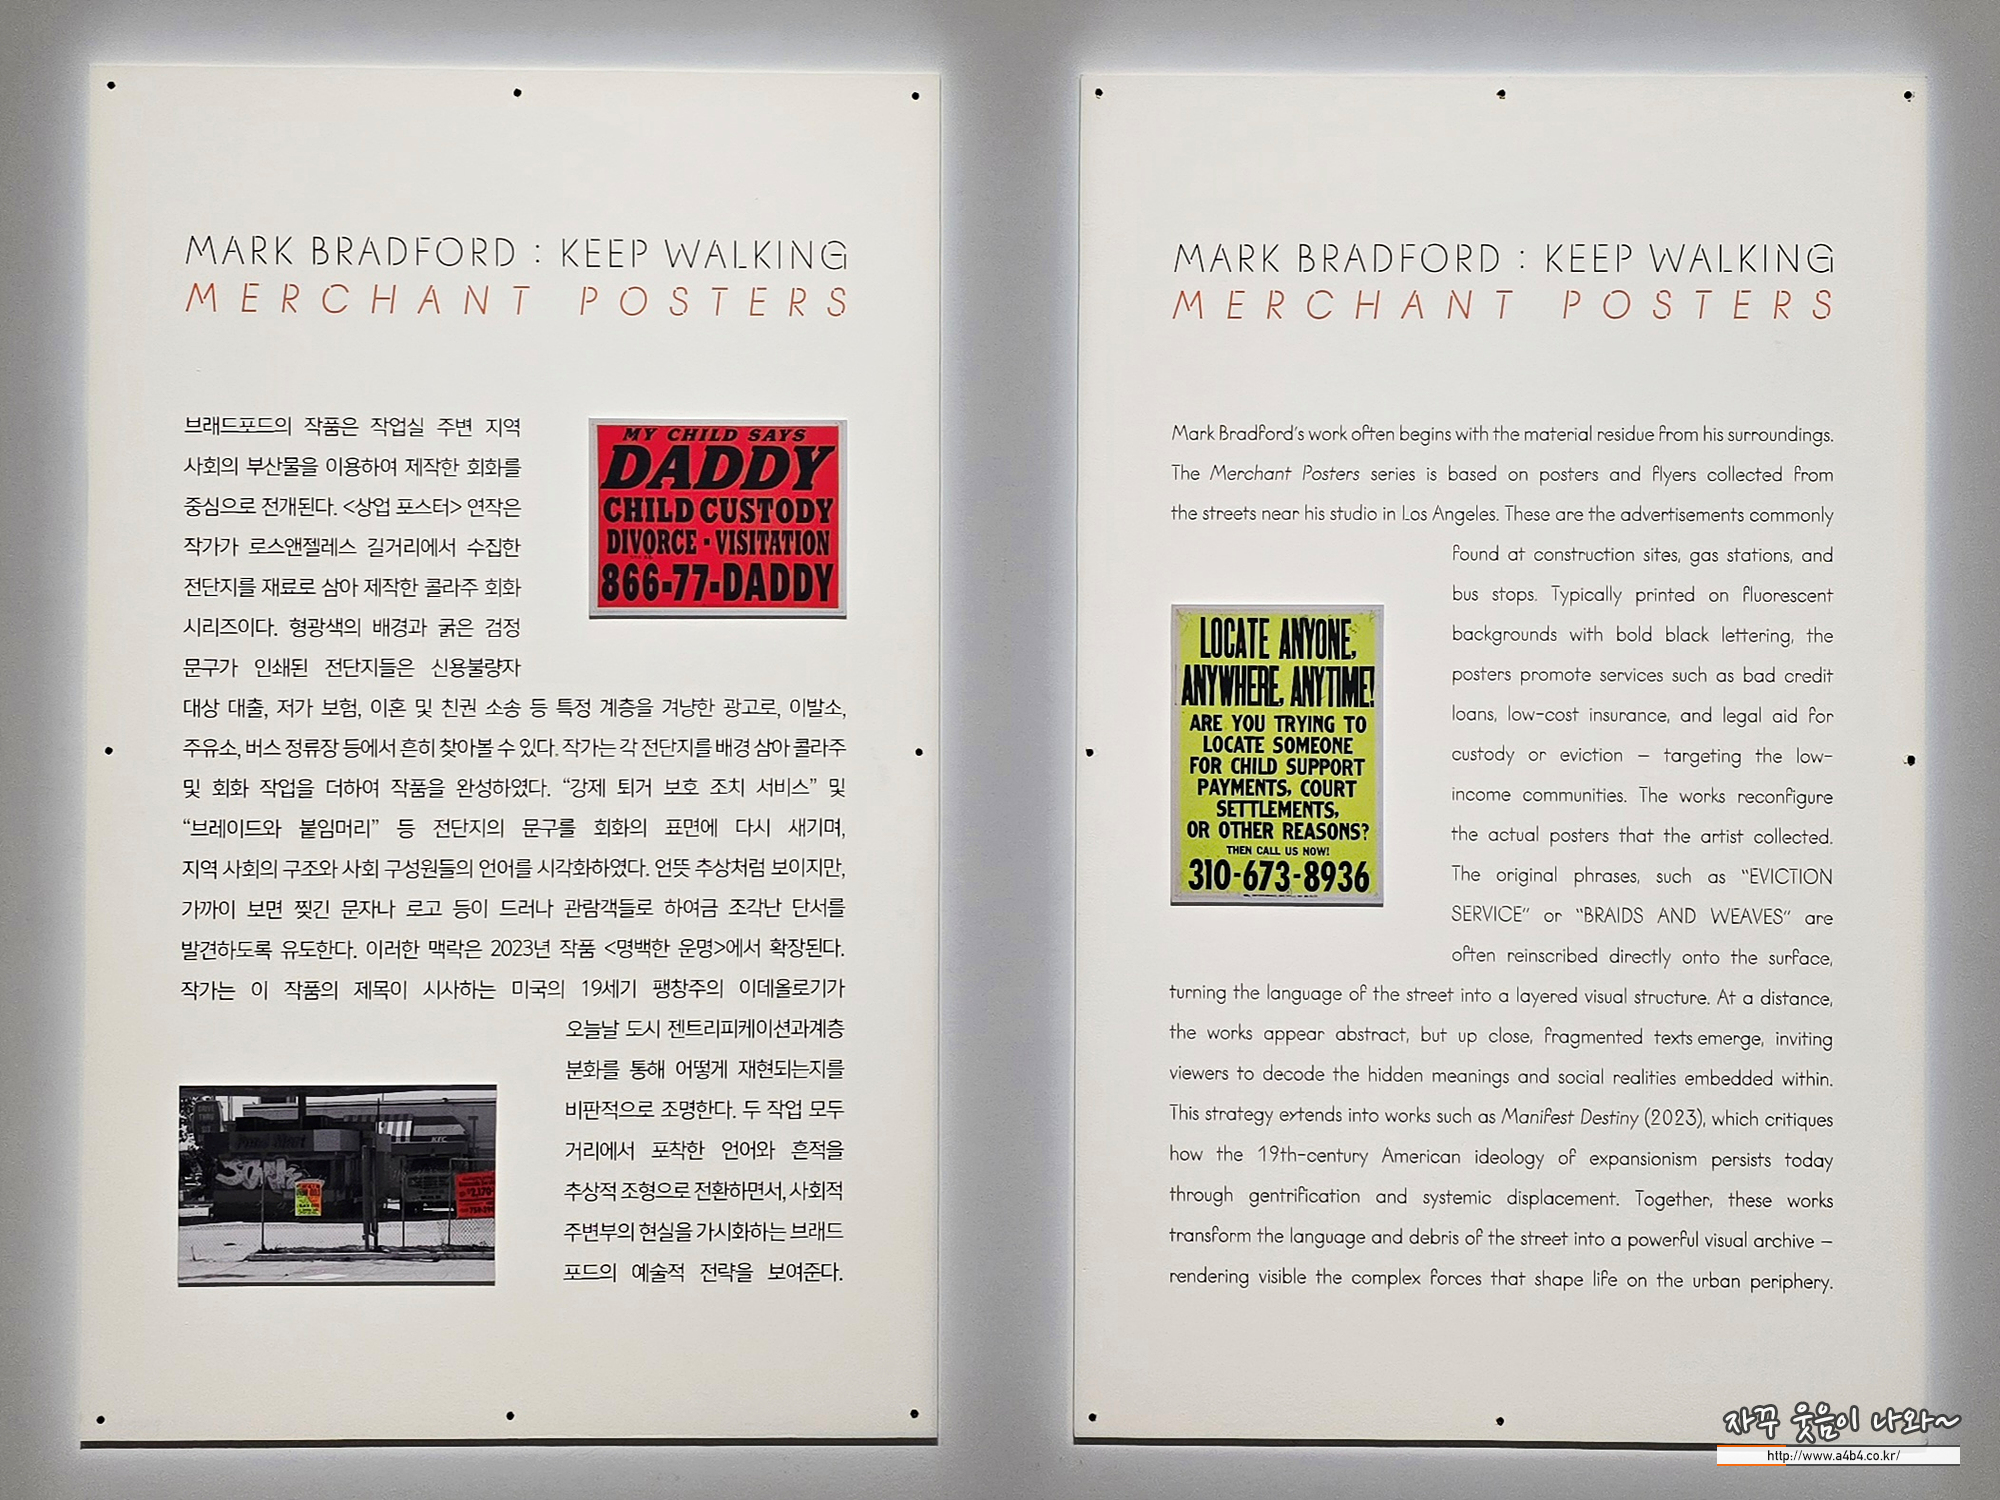 MARK BRADFORD : KEEP WALKING
MERCHANT POSTERS
브래드포드의 작품은 작업실 주변 지역
사회의 부산물을 이용하여 제작한 회화를
중심으로 전개된다. <상업 포스터> 연작은
작가가 로스앤젤레스 길거리에서 수집한
전단지를 재료로 삼아 제작한 콜라주 회화
시리즈이다. 형광색의 배경과 굵은 검정
문구가 인쇄된 전단지들은 신용불량자
대상 대출, 저가 보험, 이혼 및 친권 소송 등 특정 계층을 겨냥한 광고로, 이발소,
주유소, 버스 정류장 등에서 흔히 찾아볼 수 있다. 작가는 각 전단지를 배경 삼아 콜라주
및 회화 작업을 더하여 작품을 완성하였다. “강제 퇴거 보호 조치 서비스” 및
“브레이드와 붙임머리” 등 전단지의 문구를 회화의 표면에 다시 새기며,
지역 사회의 구조와 사회 구성원들의 언어를 시각화하였다. 언뜻 추상처럼 보이지만,
가까이 보면 찢긴 문자나 로고 등이 드러나 관람객들로 하여금 조각난 단서를
발견하도록 유도한다. 이러한 맥락은 2023년 작품 <명백한 운명>에서 확장된다.
작가는 이 작품의 제목이 시사하는 미국의 19세기 팽창주의 이데올로기가
오늘날 도시 젠트리피케이션과계층
분화를 통해 어떻게 재현되는지를
비판적으로 조명한다. 두 작업 모두
거리에서 포착한 언어와 흔적을
추상적 조형으로 전환하면서, 사회적
주변부의 현실을 가시화하는 브래드
포드의 예술적 전략을 보여준다.
MY CHILD SAYS
DADDY
CHILD CUSTODY
DIVORCE · VISITATION
866-77-DADDY
KFC
MARK BRADFORD : KEEP WALKING
MERCHANT POSTERS
Mark Bradford's work often begins with the material residue from his surroundings.
The Merchant Posters series is based on posters and flyers collected from
the streets near his studio in Los Angeles. These are the advertisements commonly
found at construction sites, gas stations, and
bus stops. Typically printed on fluorescent
backgrounds with bold black lettering, the
posters promote services such as bad credit
loans, low-cost insurance, and legal aid for
custody or eviction – targeting the low-
income communities. The works reconfigure
the actual posters that the artist collected.
The original phrases, such as “EVICTION
SERVICE” or “BRAIDS AND WEAVES” are
often reinscribed directly onto the surface,
turning the language of the street into a layered visual structure. At a distance,
the works appear abstract, but up close, fragmented texts emerge, inviting
viewers to decode the hidden meanings and social realities embedded within.
This strategy extends into works such as Manifest Destiny (2023), which critiques
how the 19th-century American ideology of expansionism persists today
through gentrification and systemic displacement. Together, these works
transform the language and debris of the street into a powerful visual archive –
rendering visible the complex forces that shape life on the urban periphery.
LOCATE ANYONE,
ANYWHERE, ANYTIME!
ARE YOU TRYING TO
LOCATE SOMEONE
FOR CHILD SUPPORT
PAYMENTS, COURT
SETTLEMENTS,
OR OTHER REASONS?
THEN CALL US NOW!
310-673-8936
자꾸 웃음이 나와~
http://www.a4b4.co.kr/